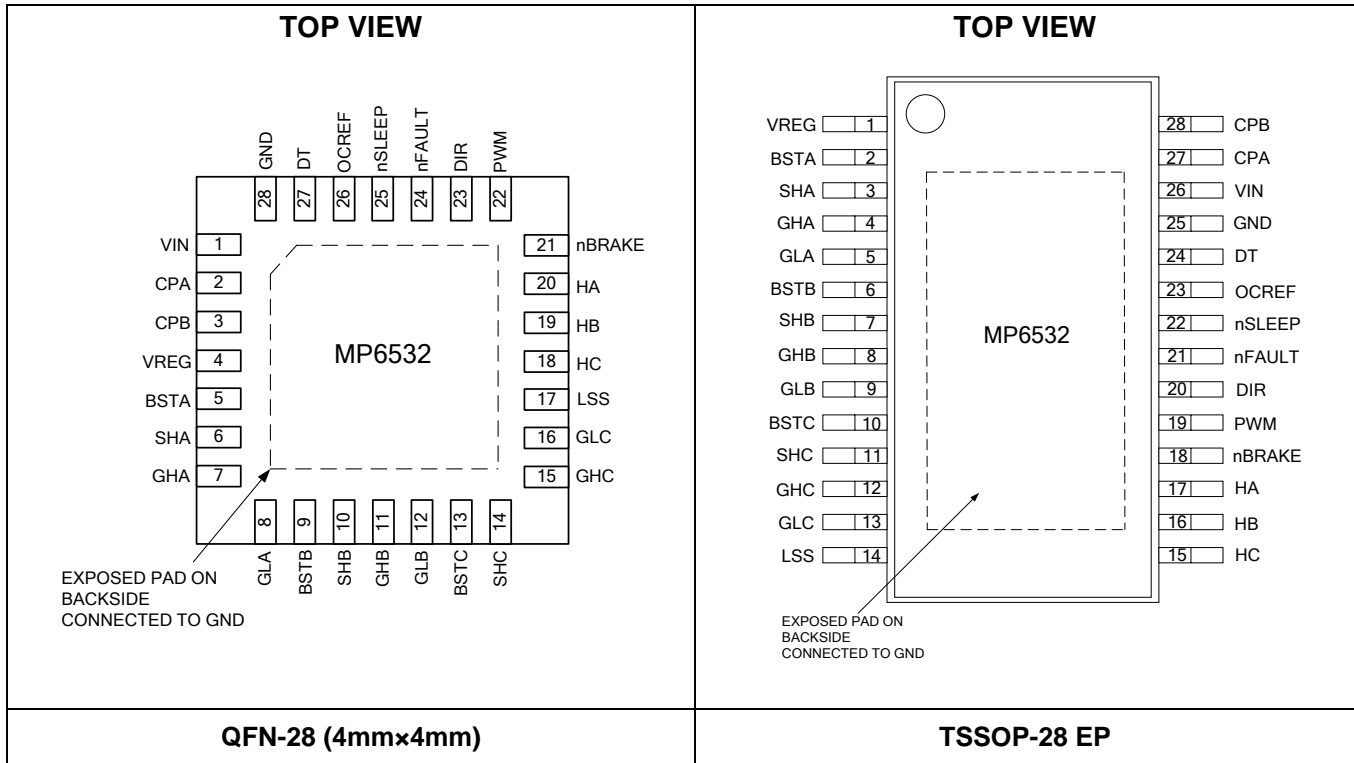 TOP VIEW
GND
DT
OCREF
nSLEEP
nFAULT
DIR
PWM
28
27
26
25
24
23
22
VIN 1
CPA 2
CPB 3
VREG 4
BSTA 5
SHA 6
GHA 7
MP6532
21 nBRAKE
20 HA
19 HB
18 HC
17 LSS
16 GLC
15 GHC
8
9
10
11
12
13
14
GLA
BSTB
SHB
GHB
GLB
BSTC
SHC
EXPOSED PAD ON
BACKSIDE
CONNECTED TO GND
QFN-28 (4mm×4mm)
TOP VIEW
VREG 1
BSTA 2
SHA 3
GHA 4
GLA 5
BSTB 6
SHB 7
GHB 8
GLB 9
BSTC 10
SHC 11
GHC 12
GLC 13
LSS 14
MP6532
28 CPB
27 CPA
26 VIN
25 GND
24 DT
23 OCREF
22 nSLEEP
21 nFAULT
20 DIR
19 PWM
18 nBRAKE
17 HA
16 HB
15 HC
EXPOSED PAD ON
BACKSIDE
CONNECTED TO GND
TSSOP-28 EP